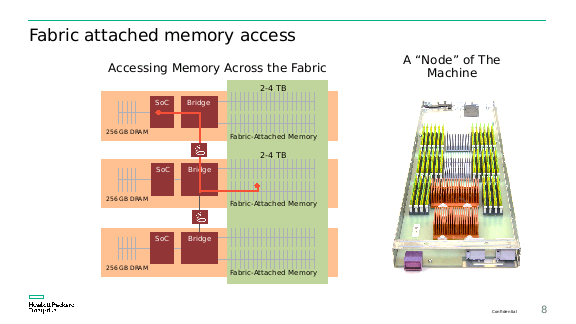 Fabric attached memory access
Accessing Memory Across the Fabric
A “Node” of The
Machine
2-4 TB
SoC
Bridge
256 GB DRAM
Fabric-Attached Memory
2-4 TB
SoC
Bridge
256 GB DRAM
Fabric-Attached Memory
SoC
Bridge
256 GB DRAM
Fabric-Attached Memory
Hewlett Packard
Enterprise
Confidential
8